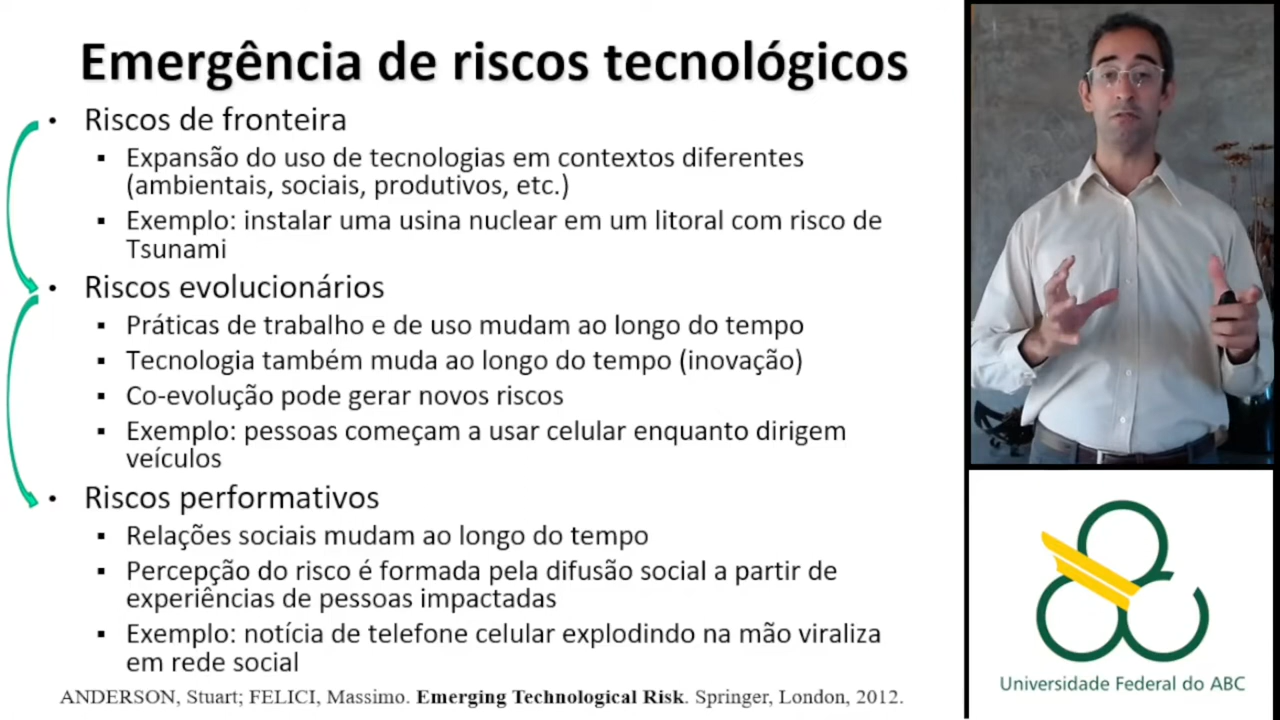 Emergência de riscos tecnológicos
• Riscos de fronteira
▪ Expansão do uso de tecnologias em contextos diferentes
(ambientais, sociais, produtivos, etc.)
▪ Exemplo: instalar uma usina nuclear em um litoral com risco de
Tsunami
• Riscos evolucionários
▪ Práticas de trabalho e de uso mudam ao longo do tempo
▪ Tecnologia também muda ao longo do tempo (inovação)
▪ Co-evolução pode gerar novos riscos
▪ Exemplo: pessoas começam a usar celular enquanto dirigem
veículos
• Riscos performativos
▪ Relações sociais mudam ao longo do tempo
▪ Percepção do risco é formada pela difusão social a partir de
experiências de pessoas impactadas
▪ Exemplo: notícia de telefone celular explodindo na mão viraliza
em rede social
ANDERSON, Stuart; FELICI, Massimo. Emerging Technological Risk. Springer, London, 2012.
Universidade Federal do ABC